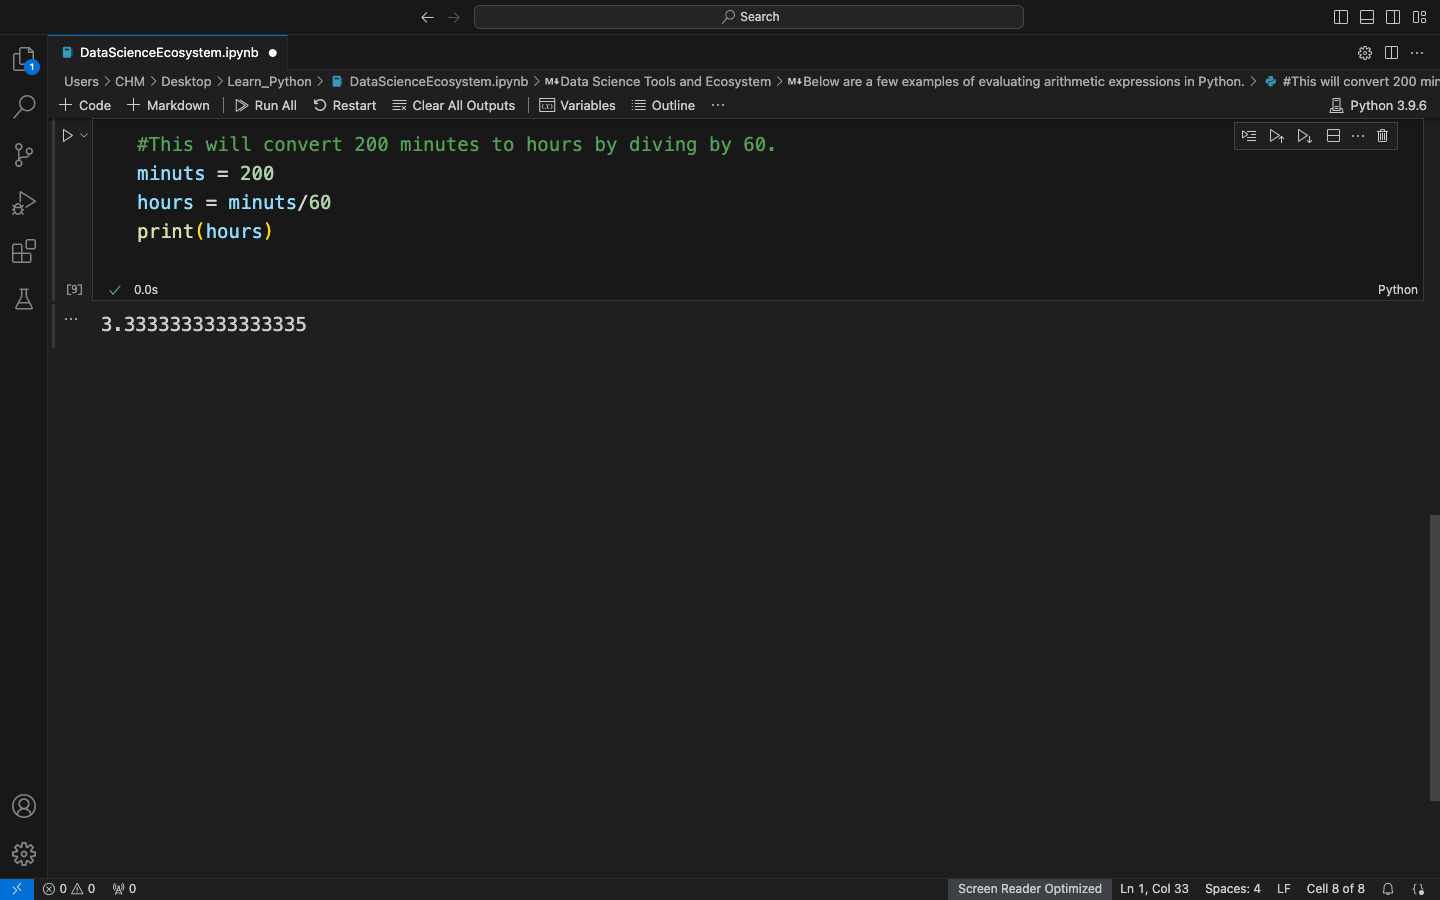 Search
DataScienceEcosystem.ipynb
1
Users > CHM > Desktop > Learn_Python > DataScienceEcosystem.ipynb > M↓Data Science Tools and Ecosystem > M↓Below are a few examples of evaluating arithmetic expressions in Python. > #This will convert 200 min
Code Markdown Run All Restart Clear All Outputs Variables Outline ... Python 3.9.6
#This will convert 200 minutes to hours by diving by 60.
minuts = 200
hours = minuts/60
print(hours)
[9] 0.0s Python
3.3333333333333335
0 0 0 Screen Reader Optimized Ln 1, Col 33 Spaces: 4 LF Cell 8 of 8